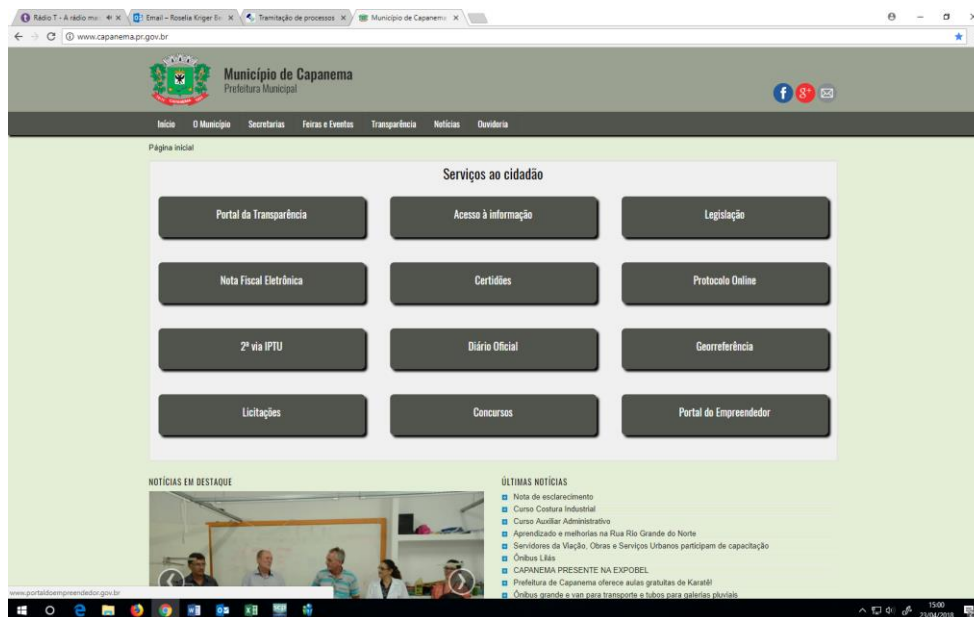 Rádio T - A rádio mai
Email – Roselia Kriger Be
Tramitação de processos
Município de Capanema
www.capanema.pr.gov.br
Município de Capanema
Prefeitura Municipal
Início O Município Secretarias Feiras e Eventos Transparência Notícias Ouvidoria
Página inicial
Serviços ao cidadão
Portal da Transparência Acesso à informação Legislação
Nota Fiscal Eletrônica Certidões Protocolo Online
2ª via IPTU Diário Oficial Georreferência
Licitações Concursos Portal do Empreendedor
NOTÍCIAS EM DESTAQUE
ÚLTIMAS NOTÍCIAS
Nota de esclarecimento
Curso Costura Industrial
Curso Auxiliar Administrativo
Aprendizado e melhorias na Rua Rio Grande do Norte
Servidores da Viação, Obras e Serviços Urbanos participam de capacitação
Ônibus Lilás
CAPANEMA PRESENTE NA EXPOBEL
Prefeitura de Capanema oferece aulas gratuitas de Karatê!
Ônibus grande e van para transporte e tubos para galerias pluviais
www.portaldoempreendedor.gov.br
15:00
23/04/2018